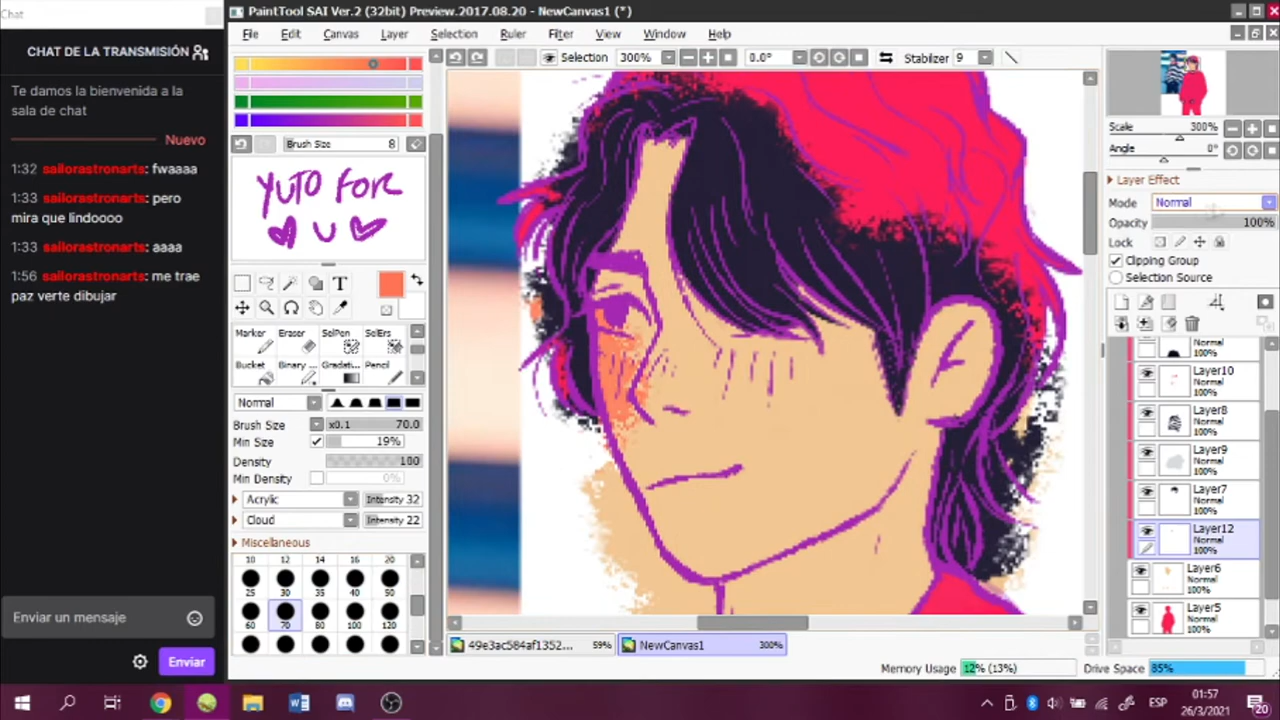 Chat
PaintTool SAI Ver.2 (32bit) Preview.2017.08.20 - NewCanvas1 (*)
File Edit Canvas Layer Selection Ruler Filter View Window Help
CHAT DE LA TRANSMISIÓN
Te damos la bienvenida a la
sala de chat
Nuevo
1:32 sailorastronarts: fwaaaa
1:33 sailorastronarts: pero
mira que lindoooo
1:33 sailorastronarts: aaaa
1:56 sailorastronarts: me trae
paz verte dibujar
Enviar un mensaje
Enviar
Selection 300% 0.0° Stabilizer 9
Brush Size 8
YUTO FOR
U
T
Marker Eraser SelPen SelErs
Bucket Binary ... Gradati... Pencil
Normal
Brush Size x0.1 70.0
Min Size 19%
Density 100
Min Density 0%
Acrylic Intensity 32
Cloud Intensity 22
Miscellaneous
10 12 14 16 20
25 30 35 40 50
60 70 80 100 120
49e3ac584af1352... 59% NewCanvas1 300%
Scale 300%
Angle 0°
Layer Effect
Mode Normal
Opacity 100%
Lock
Clipping Group
Selection Source
Normal
100%
Layer10
Normal
100%
Layer8
Normal
100%
Layer9
Normal
100%
Layer7
Normal
100%
Layer12
Normal
100%
Layer6
Normal
100%
Layer5
Normal
100%
Memory Usage 12% (13%) Drive Space 85%
ESP
01:57
26/3/2021
20